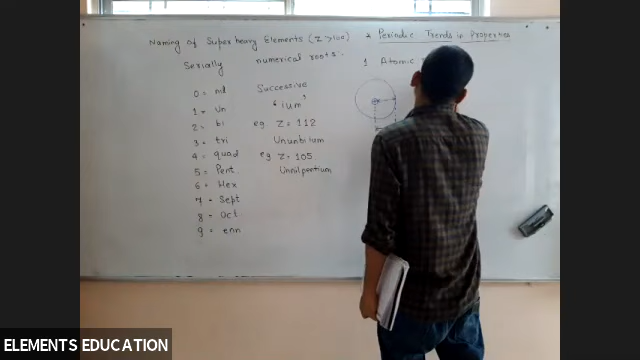 Naming of Super heavy Elements (Z > 100)
Serially numerical roots :-
0 = nil
1 = Un
2 = bi
3 = tri
4 = quad
5 = Pent.
6 = Hex
7 = Sept
8 = Oct
9 = enn
Successive
"ium"
eg Z = 112
Ununbium
eg Z = 105
Unnilpentium
* Periodic Trends in Properties
1 Atomic
ELEMENTS EDUCATION